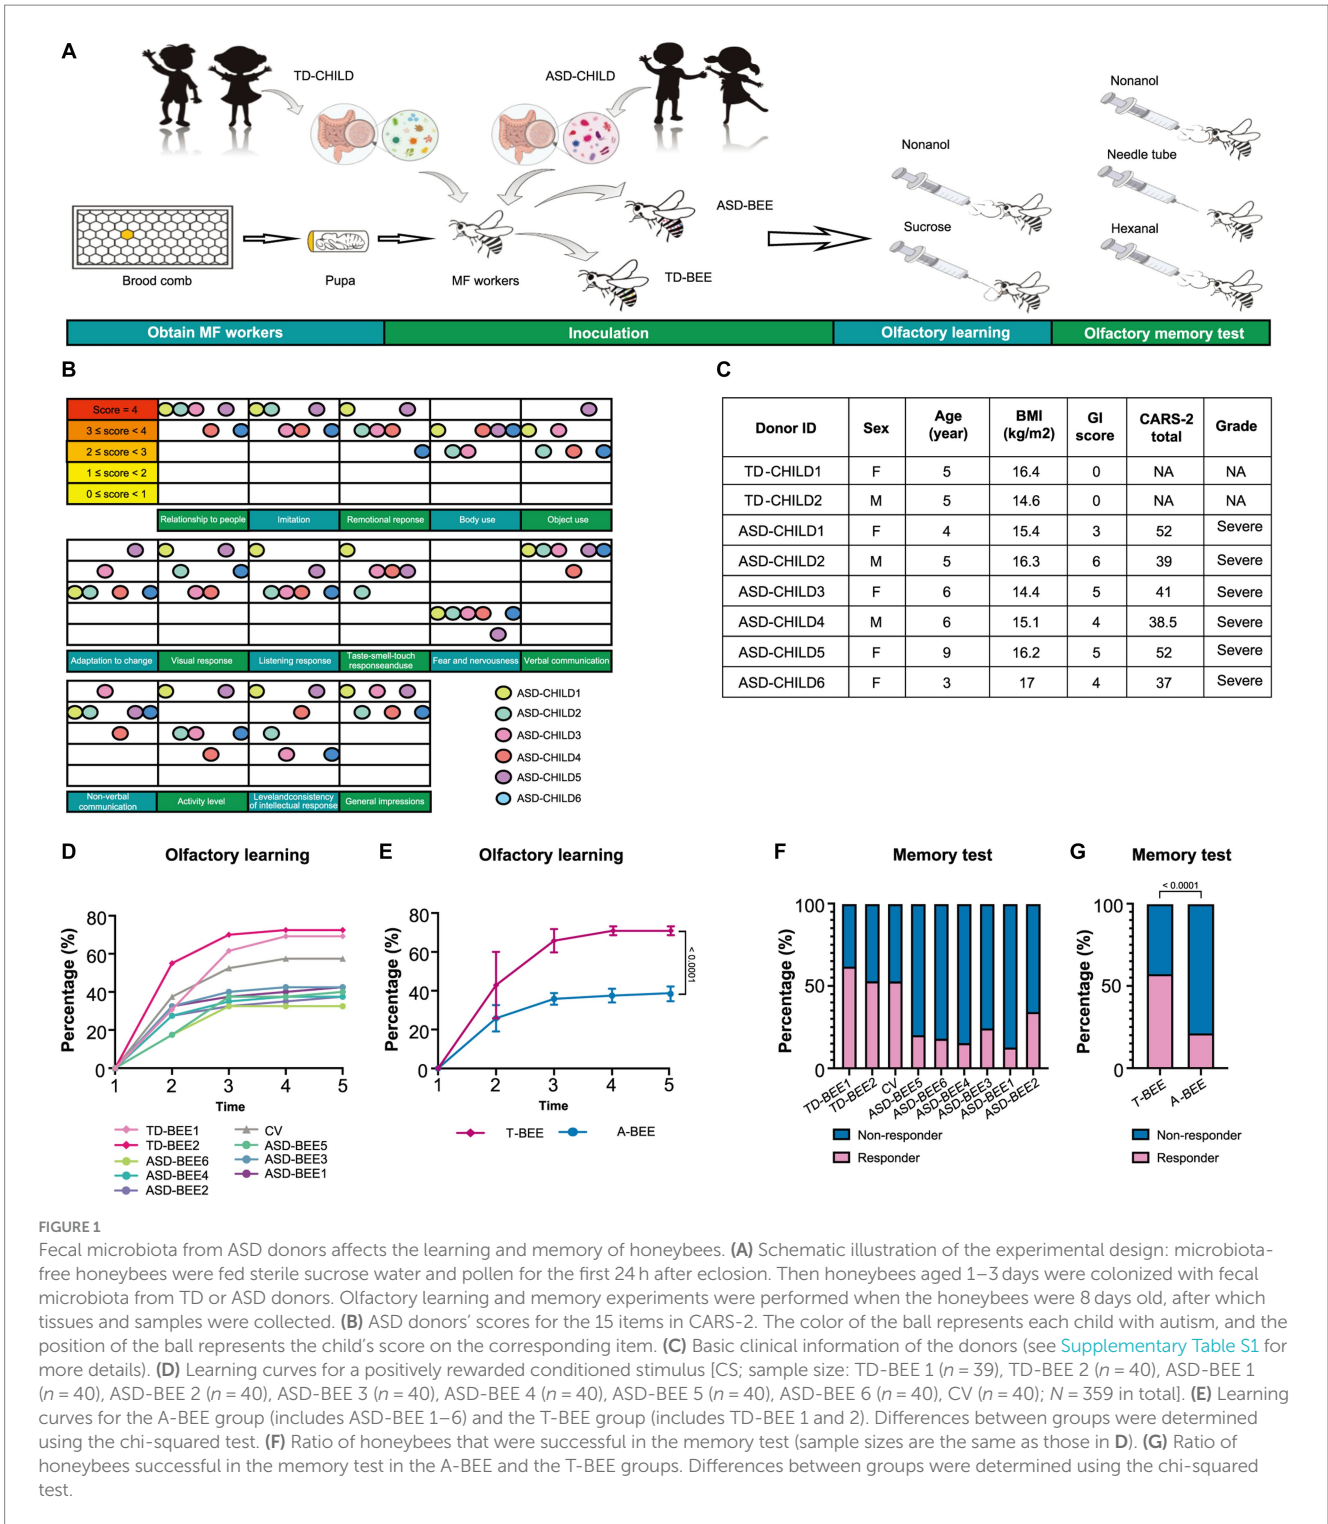 A
TD-CHILD
ASD-CHILD
Nonanol
Nonanol
Needle tube
ASD-BEE
Sucrose
Hexanal
TD-BEE
Brood comb
Pupa
MF workers
Obtain MF workers
Inoculation
Olfactory learning
Olfactory memory test
B
Score = 4
3 ≤ score < 4
2 ≤ score < 3
1 ≤ score < 2
0 ≤ score < 1
Relationship to people
Imitation
Remotional reponse
Body use
Object use
Adaptation to change
Visual response
Listening response
Taste-smell-touch
responseanduse
Fear and nervousness
Verbal communication
Non-verbal
communication
Activity level
Levelandconsistency
of intellectual response
General impressions
ASD-CHILD1
ASD-CHILD2
ASD-CHILD3
ASD-CHILD4
ASD-CHILD5
ASD-CHILD6
C
Donor ID Sex Age (year) BMI (kg/m2) GI score CARS-2 total Grade
TD-CHILD1 F 5 16.4 0 NA NA
TD-CHILD2 M 5 14.6 0 NA NA
ASD-CHILD1 F 4 15.4 3 52 Severe
ASD-CHILD2 M 5 16.3 6 39 Severe
ASD-CHILD3 F 6 14.4 5 41 Severe
ASD-CHILD4 M 6 15.1 4 38.5 Severe
ASD-CHILD5 F 9 16.2 5 52 Severe
ASD-CHILD6 F 3 17 4 37 Severe
D
Olfactory learning
Percentage (%)
80
60
40
20
0
1 2 3 4 5
Time
TD-BEE1
TD-BEE2
ASD-BEE6
ASD-BEE4
ASD-BEE2
CV
ASD-BEE5
ASD-BEE3
ASD-BEE1
E
Olfactory learning
Percentage (%)
80
60
40
20
0
1 2 3 4 5
Time
< 0.0001
T-BEE
A-BEE
F
Memory test
Percentage (%)
100
50
0
TD-BEE1
TD-BEE2
CV
ASD-BEE5
ASD-BEE6
ASD-BEE4
ASD-BEE3
ASD-BEE1
ASD-BEE2
Non-responder
Responder
G
Memory test
< 0.0001
Percentage (%)
100
50
0
T-BEE
A-BEE
Non-responder
Responder
FIGURE 1
Fecal microbiota from ASD donors affects the learning and memory of honeybees. (A) Schematic illustration of the experimental design: microbiota-
free honeybees were fed sterile sucrose water and pollen for the first 24 h after eclosion. Then honeybees aged 1–3 days were colonized with fecal
microbiota from TD or ASD donors. Olfactory learning and memory experiments were performed when the honeybees were 8 days old, after which
tissues and samples were collected. (B) ASD donors' scores for the 15 items in CARS-2. The color of the ball represents each child with autism, and the
position of the ball represents the child's score on the corresponding item. (C) Basic clinical information of the donors (see Supplementary Table S1 for
more details). (D) Learning curves for a positively rewarded conditioned stimulus [CS; sample size: TD-BEE 1 (n = 39), TD-BEE 2 (n = 40), ASD-BEE 1
(n = 40), ASD-BEE 2 (n = 40), ASD-BEE 3 (n = 40), ASD-BEE 4 (n = 40), ASD-BEE 5 (n = 40), ASD-BEE 6 (n = 40), CV (n = 40); N = 359 in total]. (E) Learning
curves for the A-BEE group (includes ASD-BEE 1–6) and the T-BEE group (includes TD-BEE 1 and 2). Differences between groups were determined
using the chi-squared test. (F) Ratio of honeybees that were successful in the memory test (sample sizes are the same as those in D). (G) Ratio of
honeybees successful in the memory test in the A-BEE and the T-BEE groups. Differences between groups were determined using the chi-squared
test.